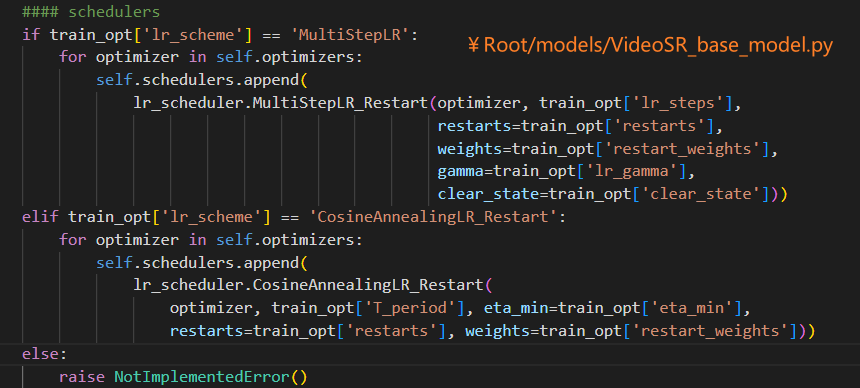 #### schedulers
if train_opt['lr_scheme'] == 'MultiStepLR':
¥ Root/models/VideoSR_base_model.py
for optimizer in self.optimizers:
self.schedulers.append(
lr_scheduler.MultiStepLR_Restart(optimizer, train_opt['lr_steps'],
restarts=train_opt['restarts'],
weights=train_opt['restart_weights'],
gamma=train_opt['lr_gamma'],
clear_state=train_opt['clear_state']))
elif train_opt['lr_scheme'] == 'CosineAnnealingLR_Restart':
for optimizer in self.optimizers:
self.schedulers.append(
lr_scheduler.CosineAnnealingLR_Restart(
optimizer, train_opt['T_period'], eta_min=train_opt['eta_min'],
restarts=train_opt['restarts'], weights=train_opt['restart_weights']))
else:
raise NotImplementedError()